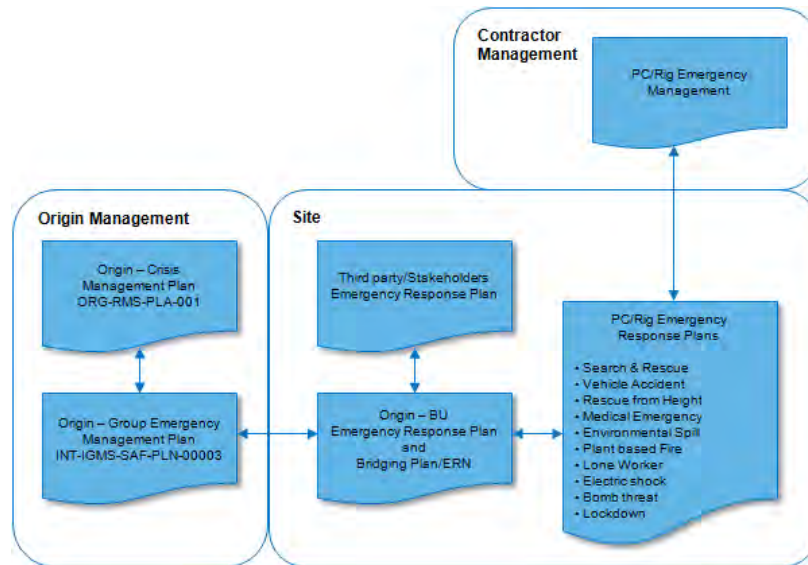 Contractor
Management
PC/Rig Emergency
Management
Origin Management
Origin – Crisis
Management Plan
ORG-RMS-PLA-001
Origin – Group Emergency
Management Plan
INT-IGMS-SAF-PLN-00003
Site
Third party/Stakeholders
Emergency Response Plan
Origin – BU
Emergency Response Plan
and
Bridging Plan/ERN
PC/Rig Emergency
Response Plans
• Search & Rescue
• Vehicle Accident
• Rescue from Height
• Medical Emergency
• Environmental Spill
• Plant based Fire
• Lone Worker
• Electric shock
• Bomb threat
• Lockdown